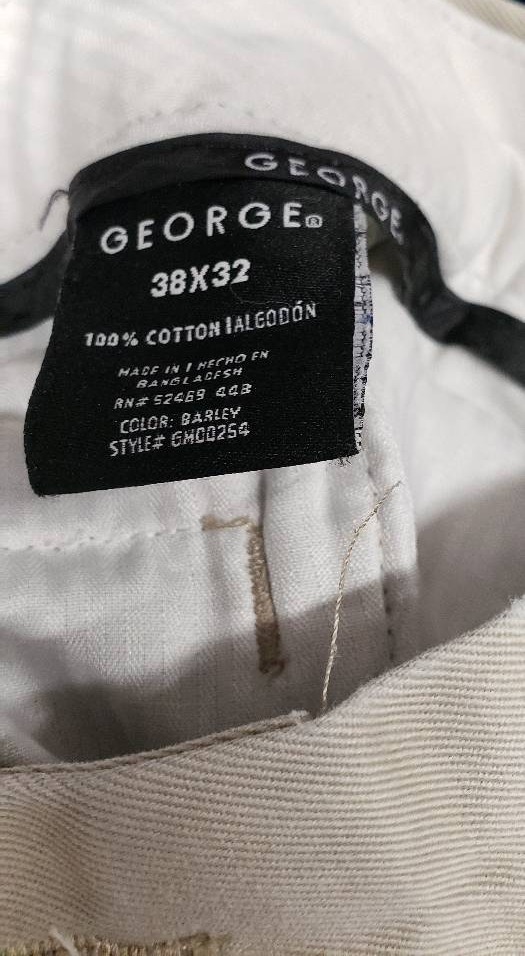 GEORGE
GEORGE®
38X32
100% COTTON | ALGODÓN
MADE IN | HECHO EN
BANGLADESH
RN# 52469 44B
COLOR: BARLEY
STYLE# GM00254